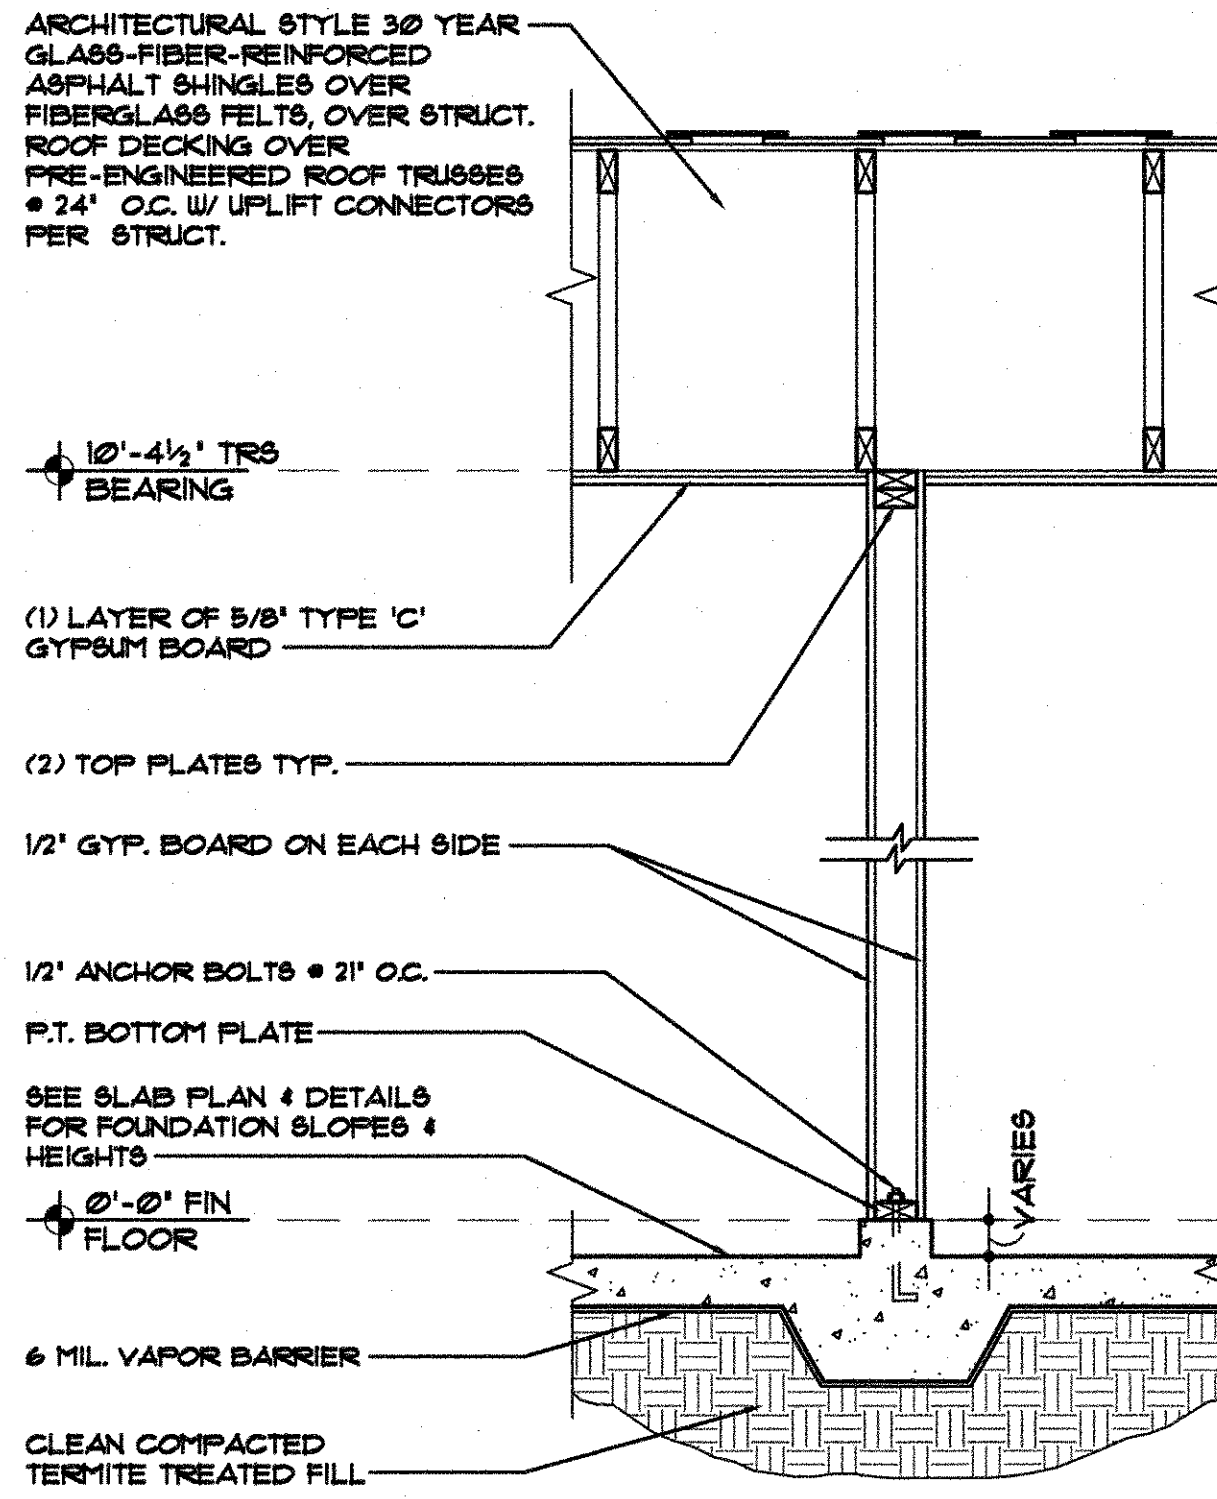 ARCHITECTURAL STYLE 30 YEAR
GLASS-FIBER-REINFORCED
ASPHALT SHINGLES OVER
FIBERGLASS FELTS, OVER STRUCT.
ROOF DECKING OVER
PRE-ENGINEERED ROOF TRUSSES
@ 24" O.C. W/ UPLIFT CONNECTORS
PER STRUCT.
10'-4½" TRS
BEARING
(1) LAYER OF 5/8" TYPE 'C'
GYPSUM BOARD
(2) TOP PLATES TYP.
1/2" GYP. BOARD ON EACH SIDE
1/2" ANCHOR BOLTS @ 21" O.C.
P.T. BOTTOM PLATE
SEE SLAB PLAN & DETAILS
FOR FOUNDATION SLOPES &
HEIGHTS
VARIES
0'-0" FIN
FLOOR
6 MIL. VAPOR BARRIER
CLEAN COMPACTED
TERMITE TREATED FILL